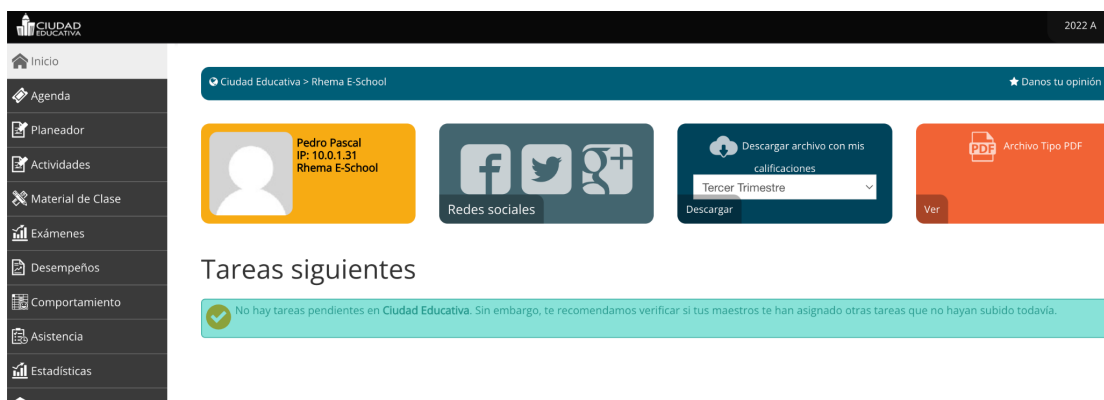 CIUDAD
EDUCATIVA
2022 A
Inicio
Agenda
Planeador
Actividades
Material de Clase
Exámenes
Desempeños
Comportamiento
Asistencia
Estadísticas
Ciudad Educativa > Rhema E-School
Danos tu opinión
Pedro Pascal
IP: 10.0.1.31
Rhema E-School
Redes sociales
Descargar archivo con mis
calificaciones
Tercer Trimestre
Descargar
PDF
Archivo Tipo PDF
Ver
Tareas siguientes
No hay tareas pendientes en Ciudad Educativa. Sin embargo, te recomendamos verificar si tus maestros te han asignado otras tareas que no hayan subido todavía.